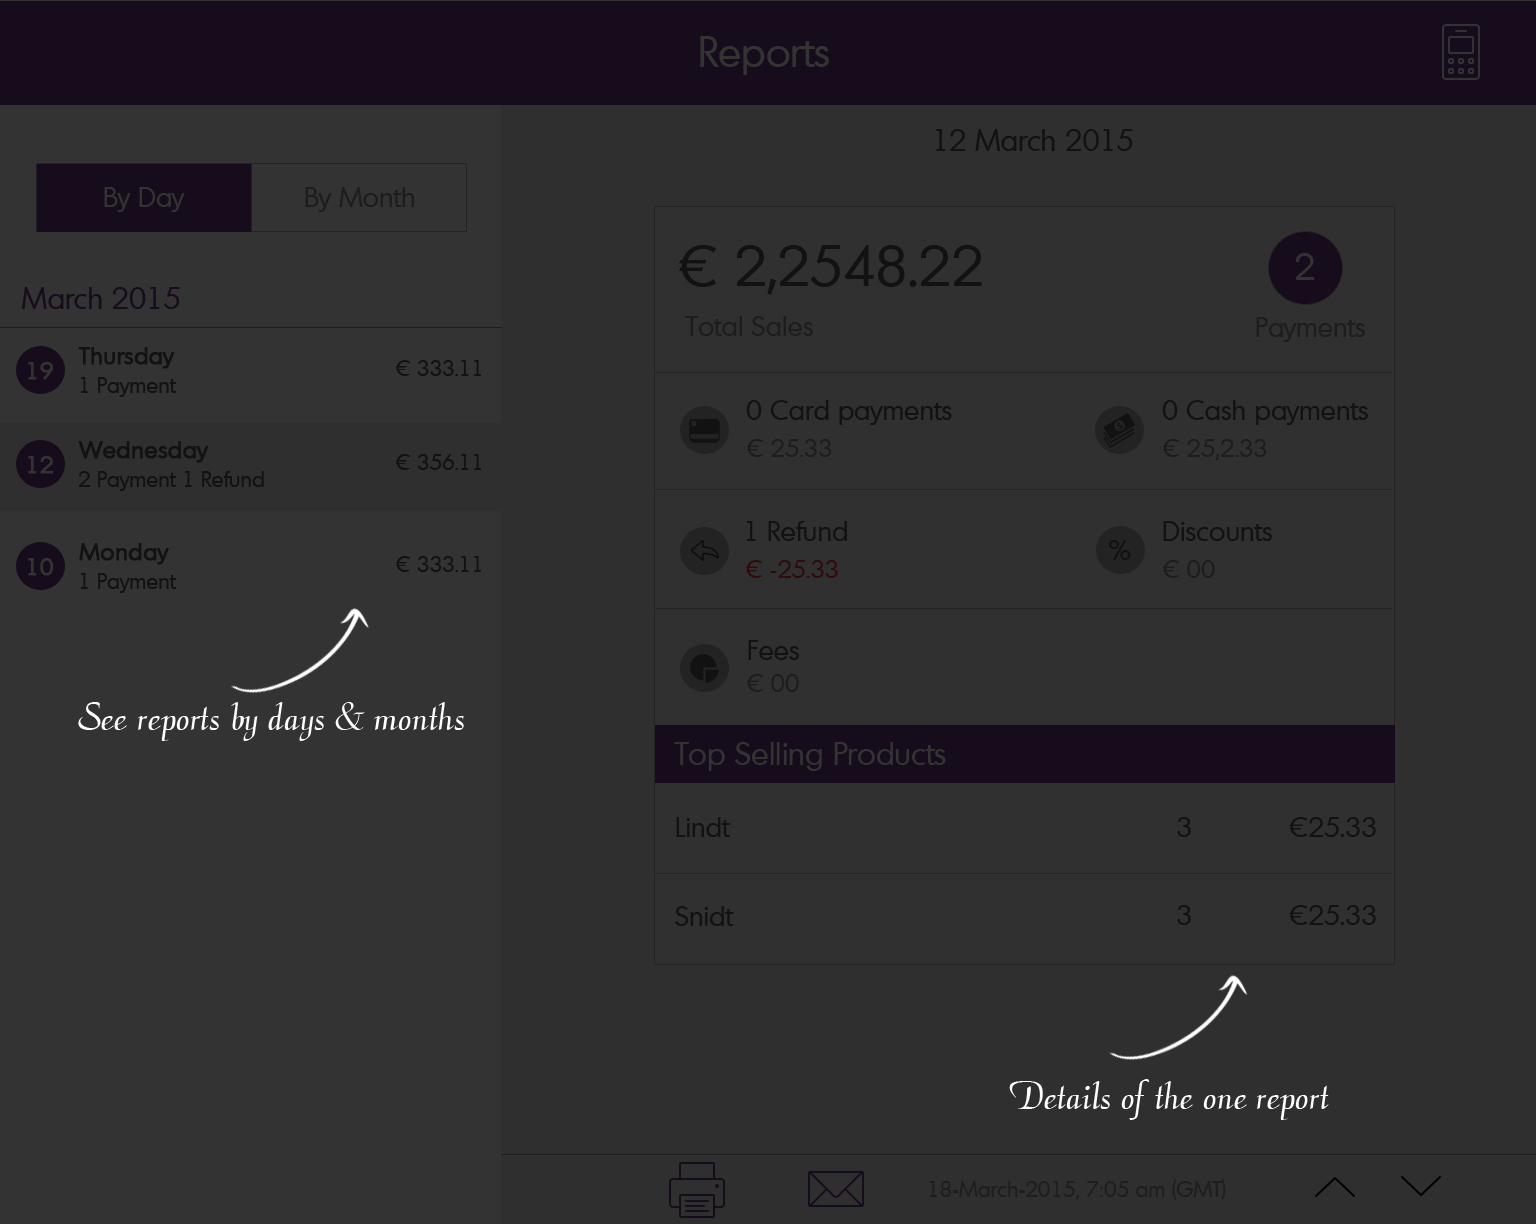 Reports
By Day By Month
March 2015
19 Thursday € 333.11
1 Payment
12 Wednesday € 356.11
2 Payment 1 Refund
10 Monday € 333.11
1 Payment
See reports by days & months
12 March 2015
€ 2,2548.22 2
Total Sales Payments
0 Card payments 0 Cash payments
€ 25.33 € 25,2.33
1 Refund Discounts
€ -25.33 % € 00
Fees
€ 00
Top Selling Products
Lindt 3 €25.33
Snidt 3 €25.33
Details of the one report
18-March-2015, 7:05 am (GMT)